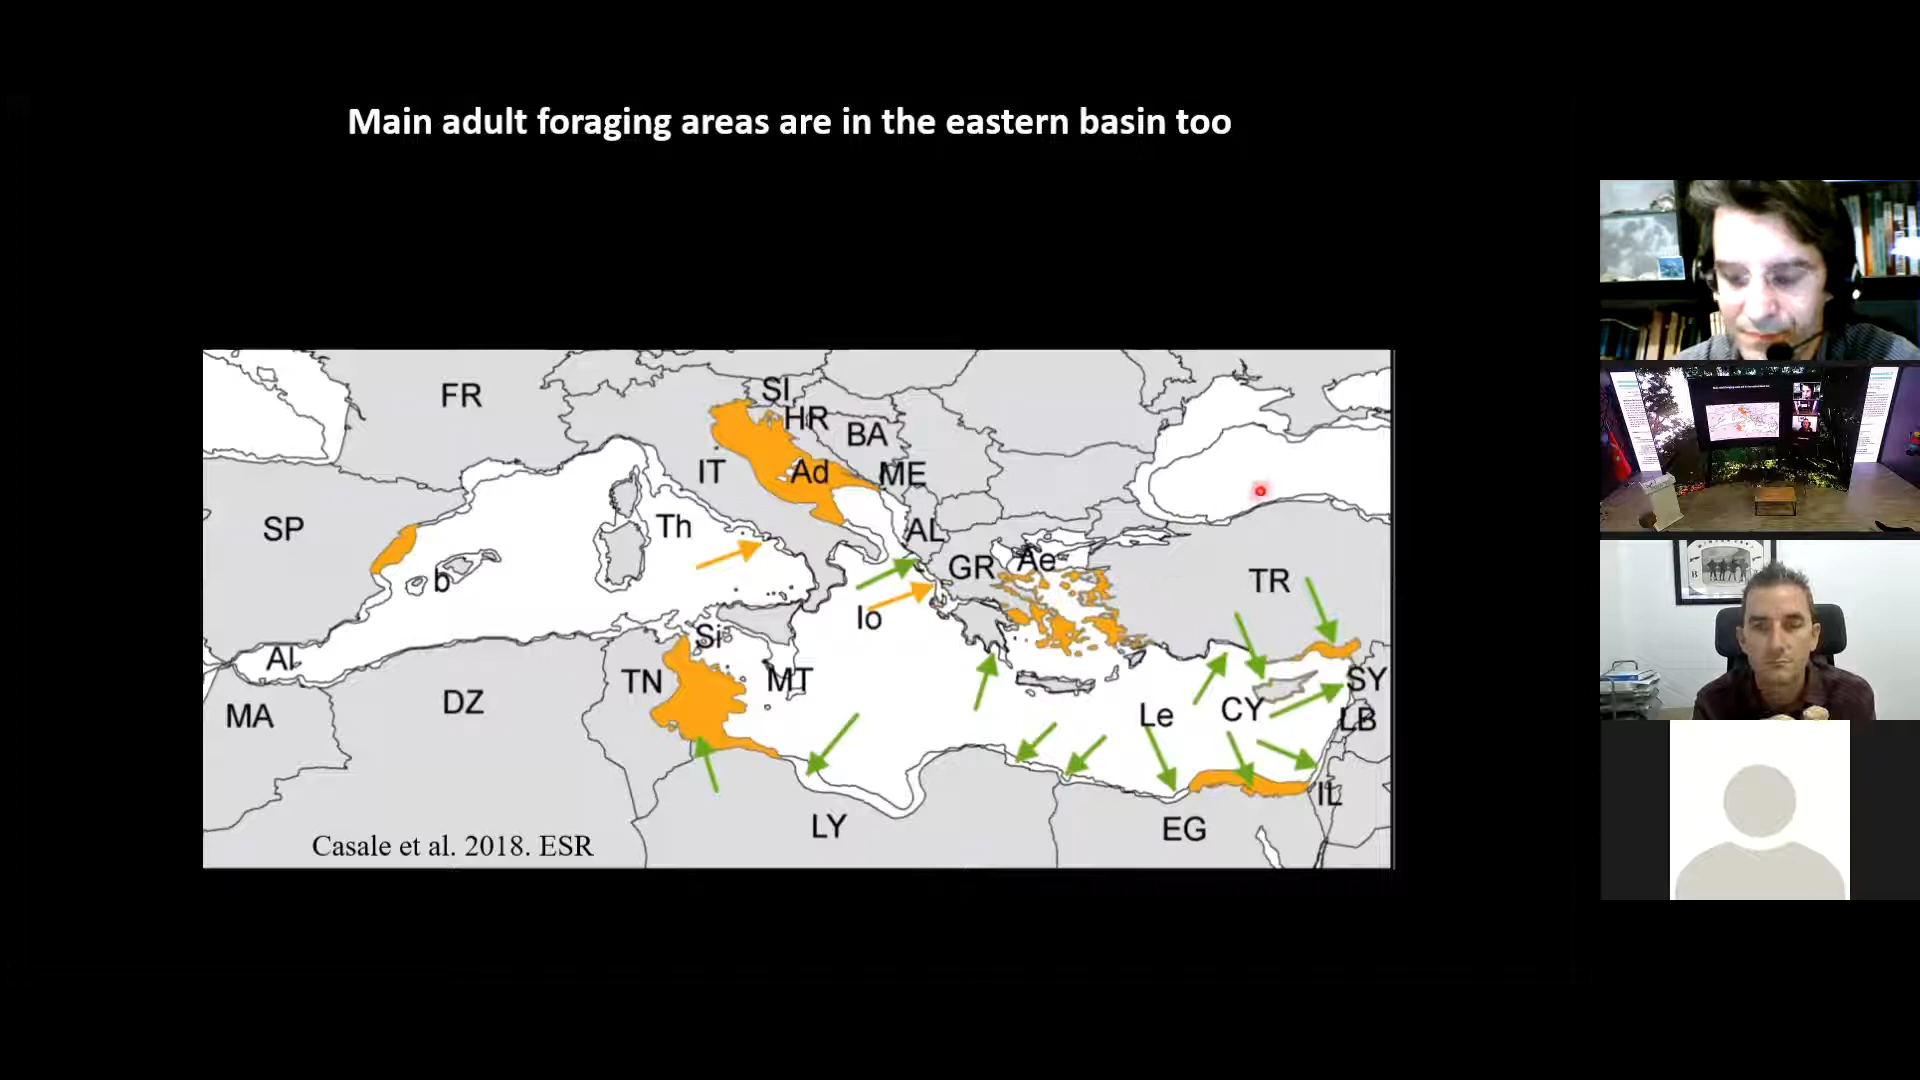 Main adult foraging areas are in the eastern basin too
FR
SI
HR
BA
IT
Ad
ME
SP
Th
AL
GR
Ae
TR
b
Io
Al
Si
TN
MT
SY
MA
DZ
Le
CY
LB
IL
LY
EG
Casale et al. 2018. ESR